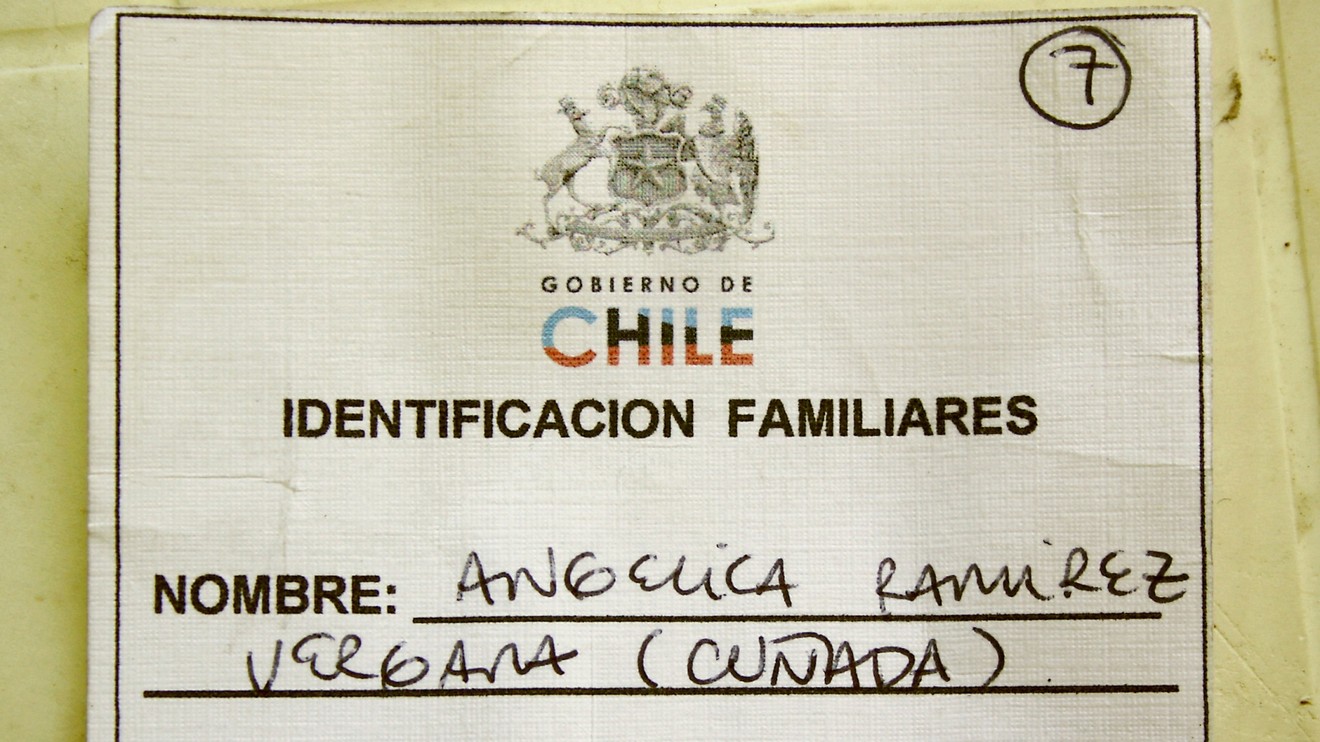 7
GOBIERNO DE
CHILE
IDENTIFICACION FAMILIARES
NOMBRE: ANGELICA RAMIREZ
VERGARA (CUÑADA)